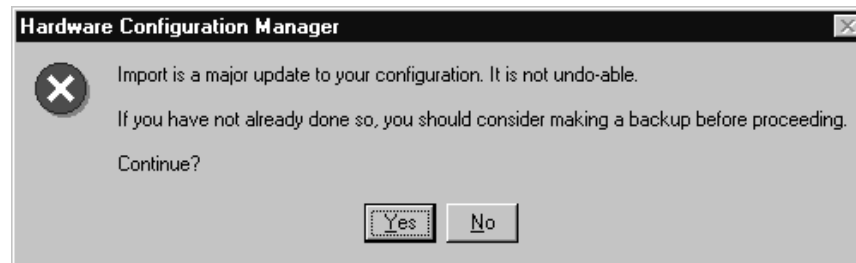 Hardware Configuration Manager
Import is a major update to your configuration. It is not undo-able.
If you have not already done so, you should consider making a backup before proceeding.
Continue?
Yes No